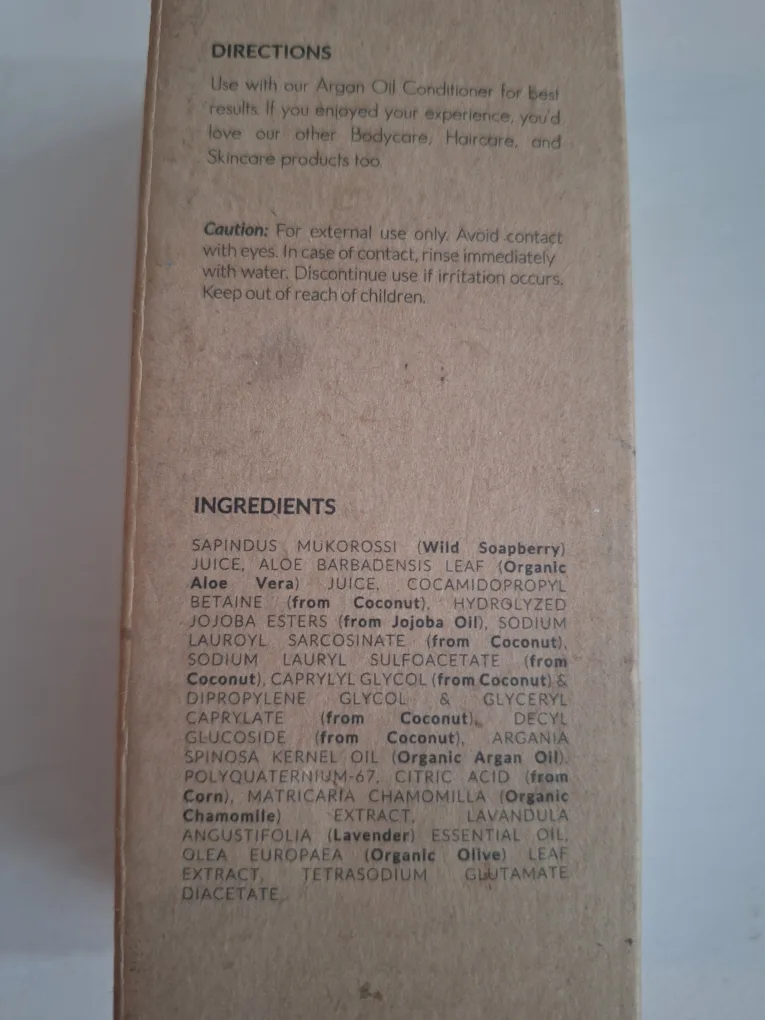 DIRECTIONS
Use with our Argan Oil Conditioner for best
results. If you enjoyed your experience, you'd
love our other Bodycare, Haircare, and
Skincare products too.
Caution: For external use only. Avoid contact
with eyes. In case of contact, rinse immediately
with water. Discontinue use if irritation occurs.
Keep out of reach of children.
INGREDIENTS
SAPINDUS MUKOROSSI (Wild Soapberry)
JUICE, ALOE BARBADENSIS LEAF (Organic
Aloe Vera) JUICE, COCAMIDOPROPYL
BETAINE (from Coconut), HYDROLYZED
JOJOBA ESTERS (from Jojoba Oil), SODIUM
LAUROYL SARCOSINATE (from Coconut),
SODIUM LAURYL SULFOACETATE (from
Coconut), CAPRYLYL GLYCOL (from Coconut) &
DIPROPYLENE GLYCOL & GLYCERYL
CAPRYLATE (from Coconut), DECYL
GLUCOSIDE (from Coconut), ARGANIA
SPINOSA KERNEL OIL (Organic Argan Oil),
POLYQUATERNIUM-67, CITRIC ACID (from
Corn), MATRICARIA CHAMOMILLA (Organic
Chamomile) EXTRACT, LAVANDULA
ANGUSTIFOLIA (Lavender) ESSENTIAL OIL,
OLEA EUROPAEA (Organic Olive) LEAF
EXTRACT, TETRASODIUM GLUTAMATE
DIACETATE.